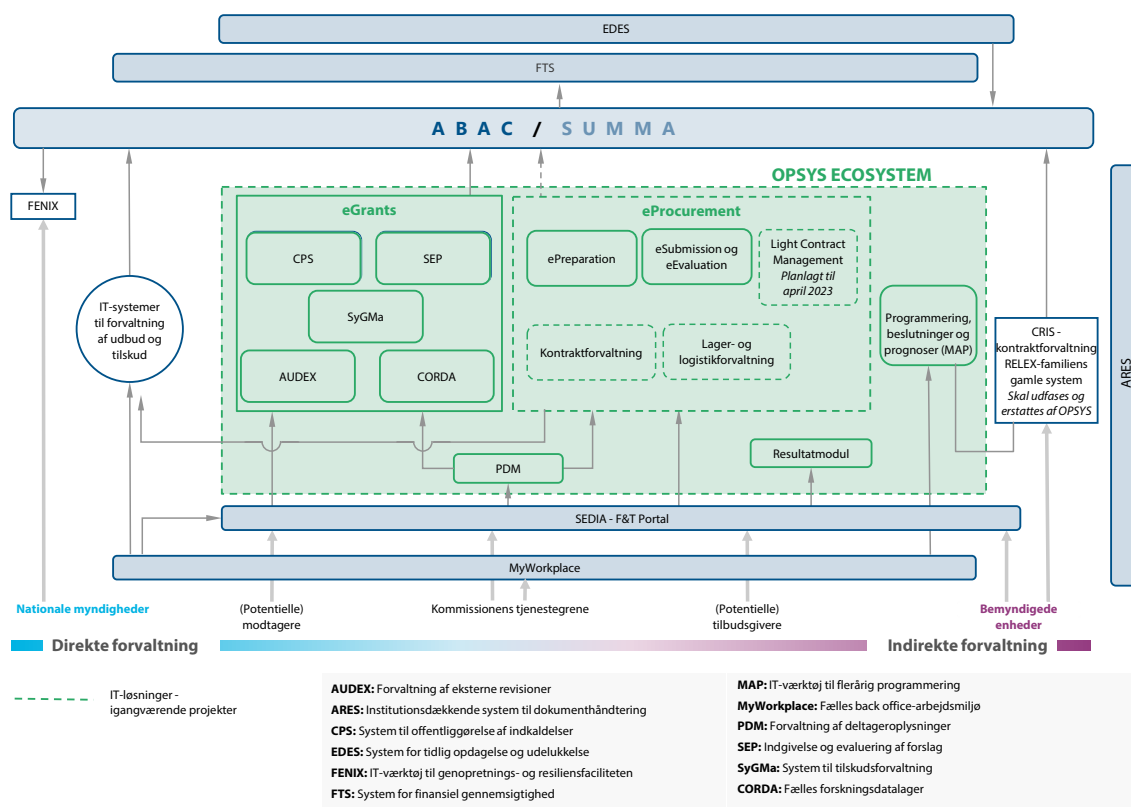 EDES
FTS
ABAC / SUMMA
OPSYS ECOSYSTEM
FENIX
eGrants
CPS
SEP
SyGMa
AUDEX
CORDA
eProcurement
ePreparation
eSubmission og
eEvaluation
Light Contract
Management
Planlagt til
april 2023
Kontraktforvaltning
Lager- og
logistikforvaltning
Programmering,
beslutninger og
prognoser (MAP)
IT-systemer
til forvaltning
af udbud og
tilskud
CRIS -
kontraktforvaltning
RELEX-familiens
gamle system
Skal udfases og
erstattes af OPSYS
ARES
PDM
Resultatmodul
SEDIA - F&T Portal
MyWorkplace
Nationale myndigheder
(Potentielle)
modtagere
Kommissionens tjenestegrene
(Potentielle)
tilbudsgivere
Bemyndigede
enheder
Direkte forvaltning
Indirekte forvaltning
IT-løsninger -
igangværende projekter
AUDEX: Forvaltning af eksterne revisioner
ARES: Institutionsdækkende system til dokumenthåndtering
CPS: System til offentliggørelse af indkaldelser
EDES: System for tidlig opdagelse og udelukkelse
FENIX: IT-værktøj til genopretnings- og resiliensfaciliteten
FTS: System for finansiel gennemsigtighed
MAP: IT-værktøj til flerårig programmering
MyWorkplace: Fælles back office-arbejdsmiljø
PDM: Forvaltning af deltageroplysninger
SEP: Indgivelse og evaluering af forslag
SyGMa: System til tilskudsforvaltning
CORDA: Fælles forskningsdatalager